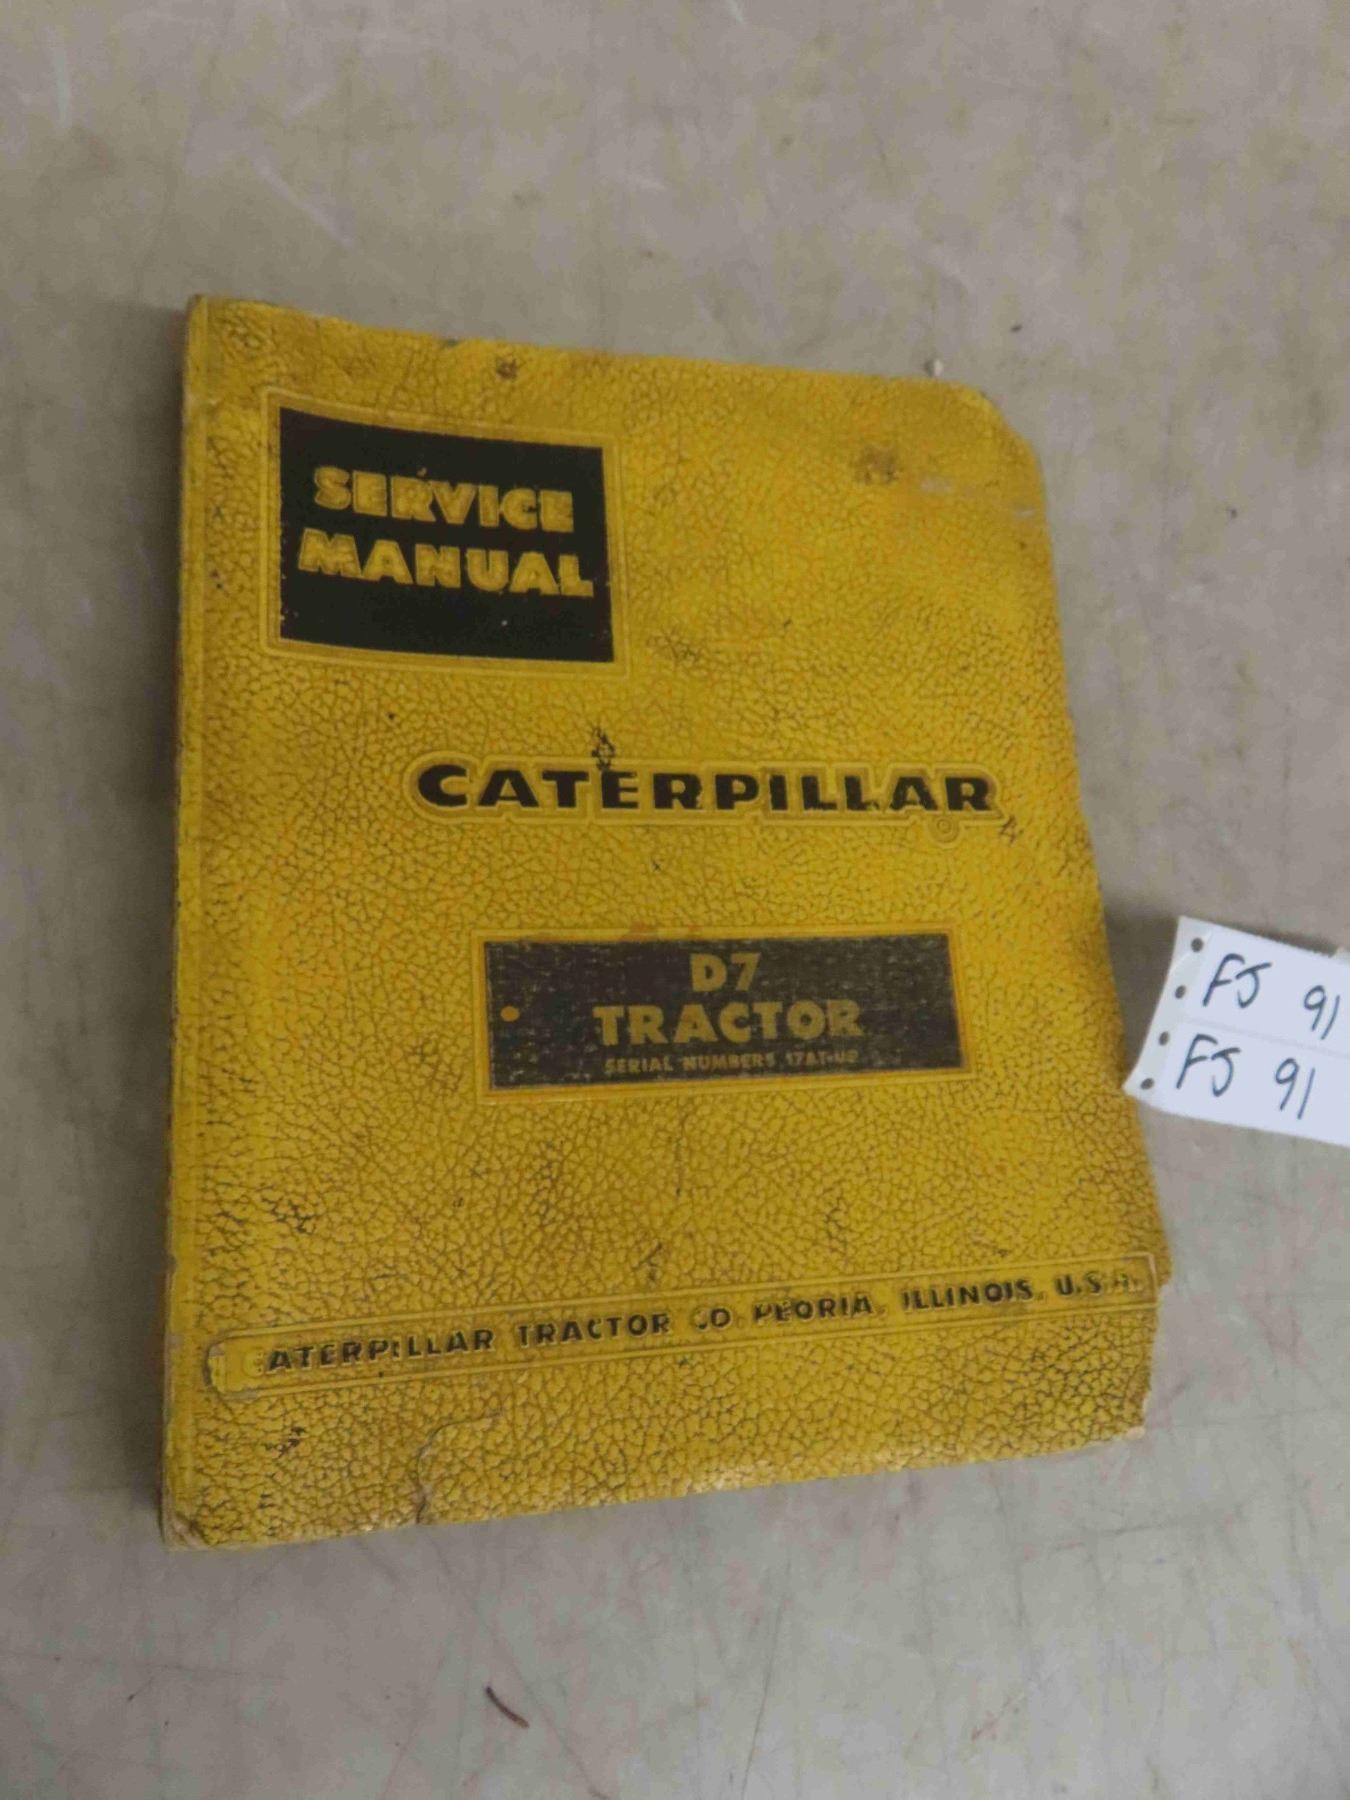 SERVICE
MANUAL
CATERPILLAR
®
D7
TRACTOR
SERIAL NUMBERS 17A1-UP
CATERPILLAR TRACTOR CO. PEORIA, ILLINOIS, U.S.A.
FJ 91
FJ 91